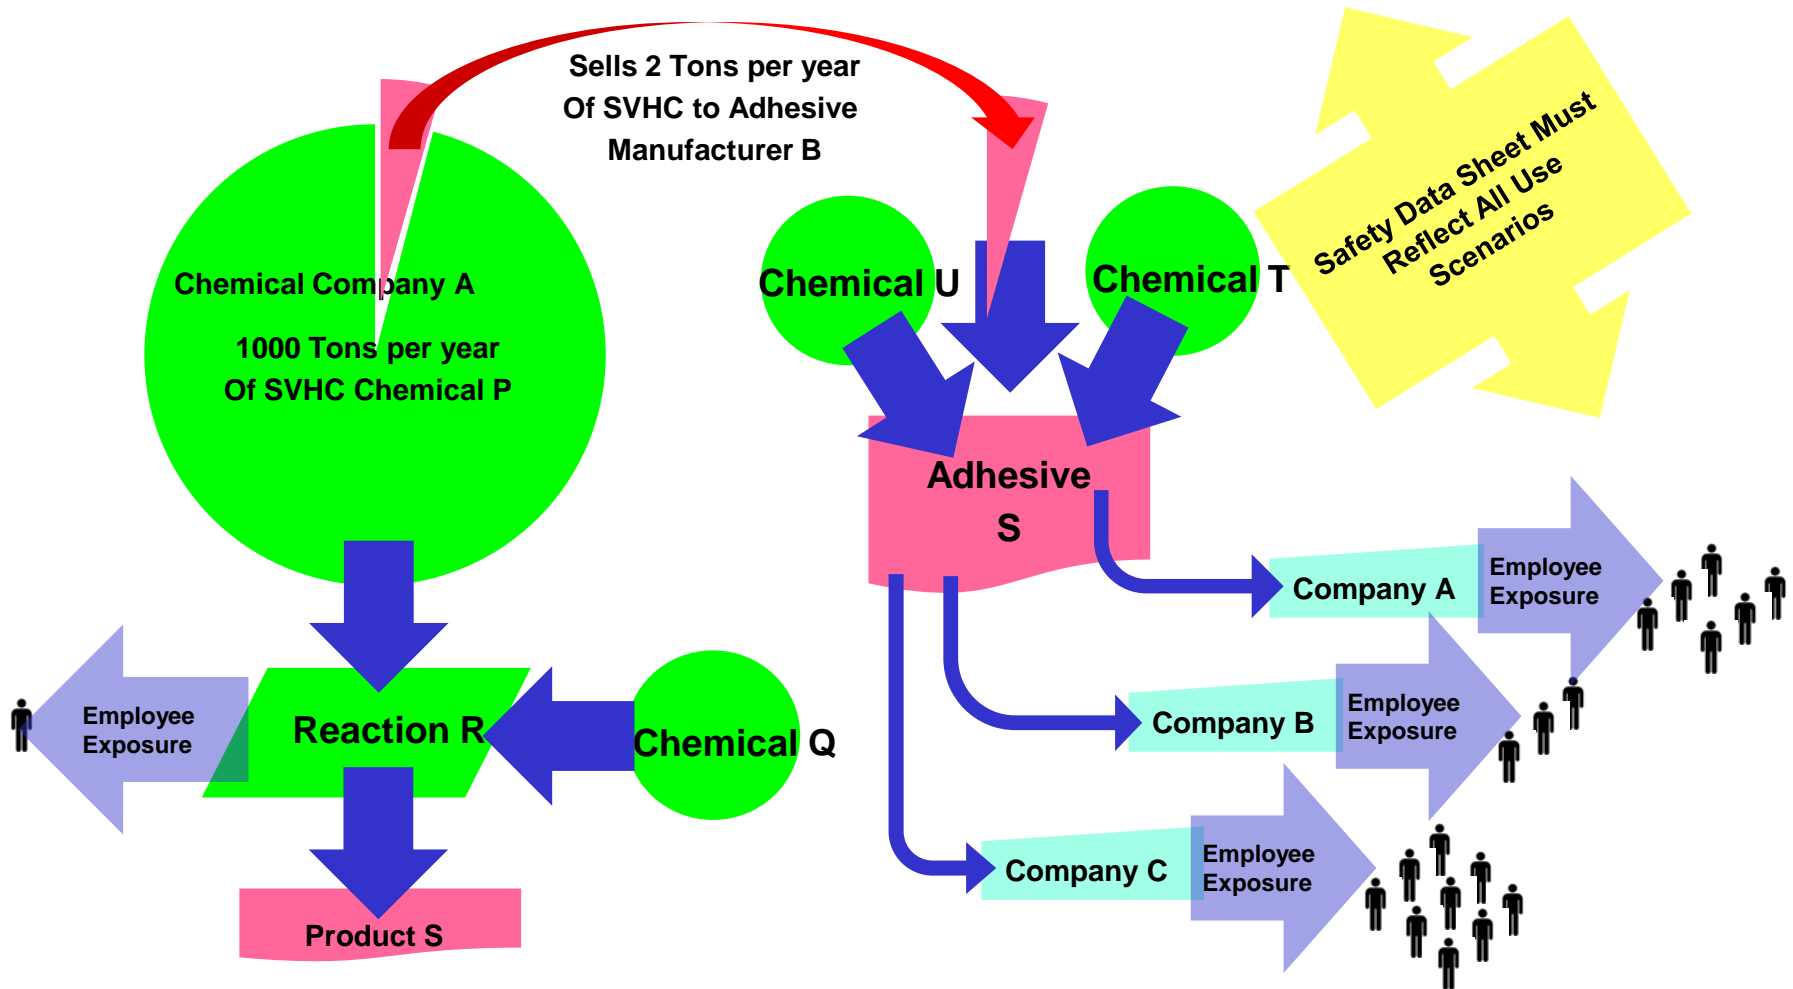 Sells 2 Tons per year
Of SVHC to Adhesive
Manufacturer B
Safety Data Sheet Must
Reflect All Use
Scenarios
Chemical Company A
1000 Tons per year
Of SVHC Chemical P
Chemical U
Chemical T
Adhesive
S
Company A
Employee
Exposure
Company B
Employee
Exposure
Employee
Exposure
Reaction R
Chemical Q
Company C
Employee
Exposure
Product S